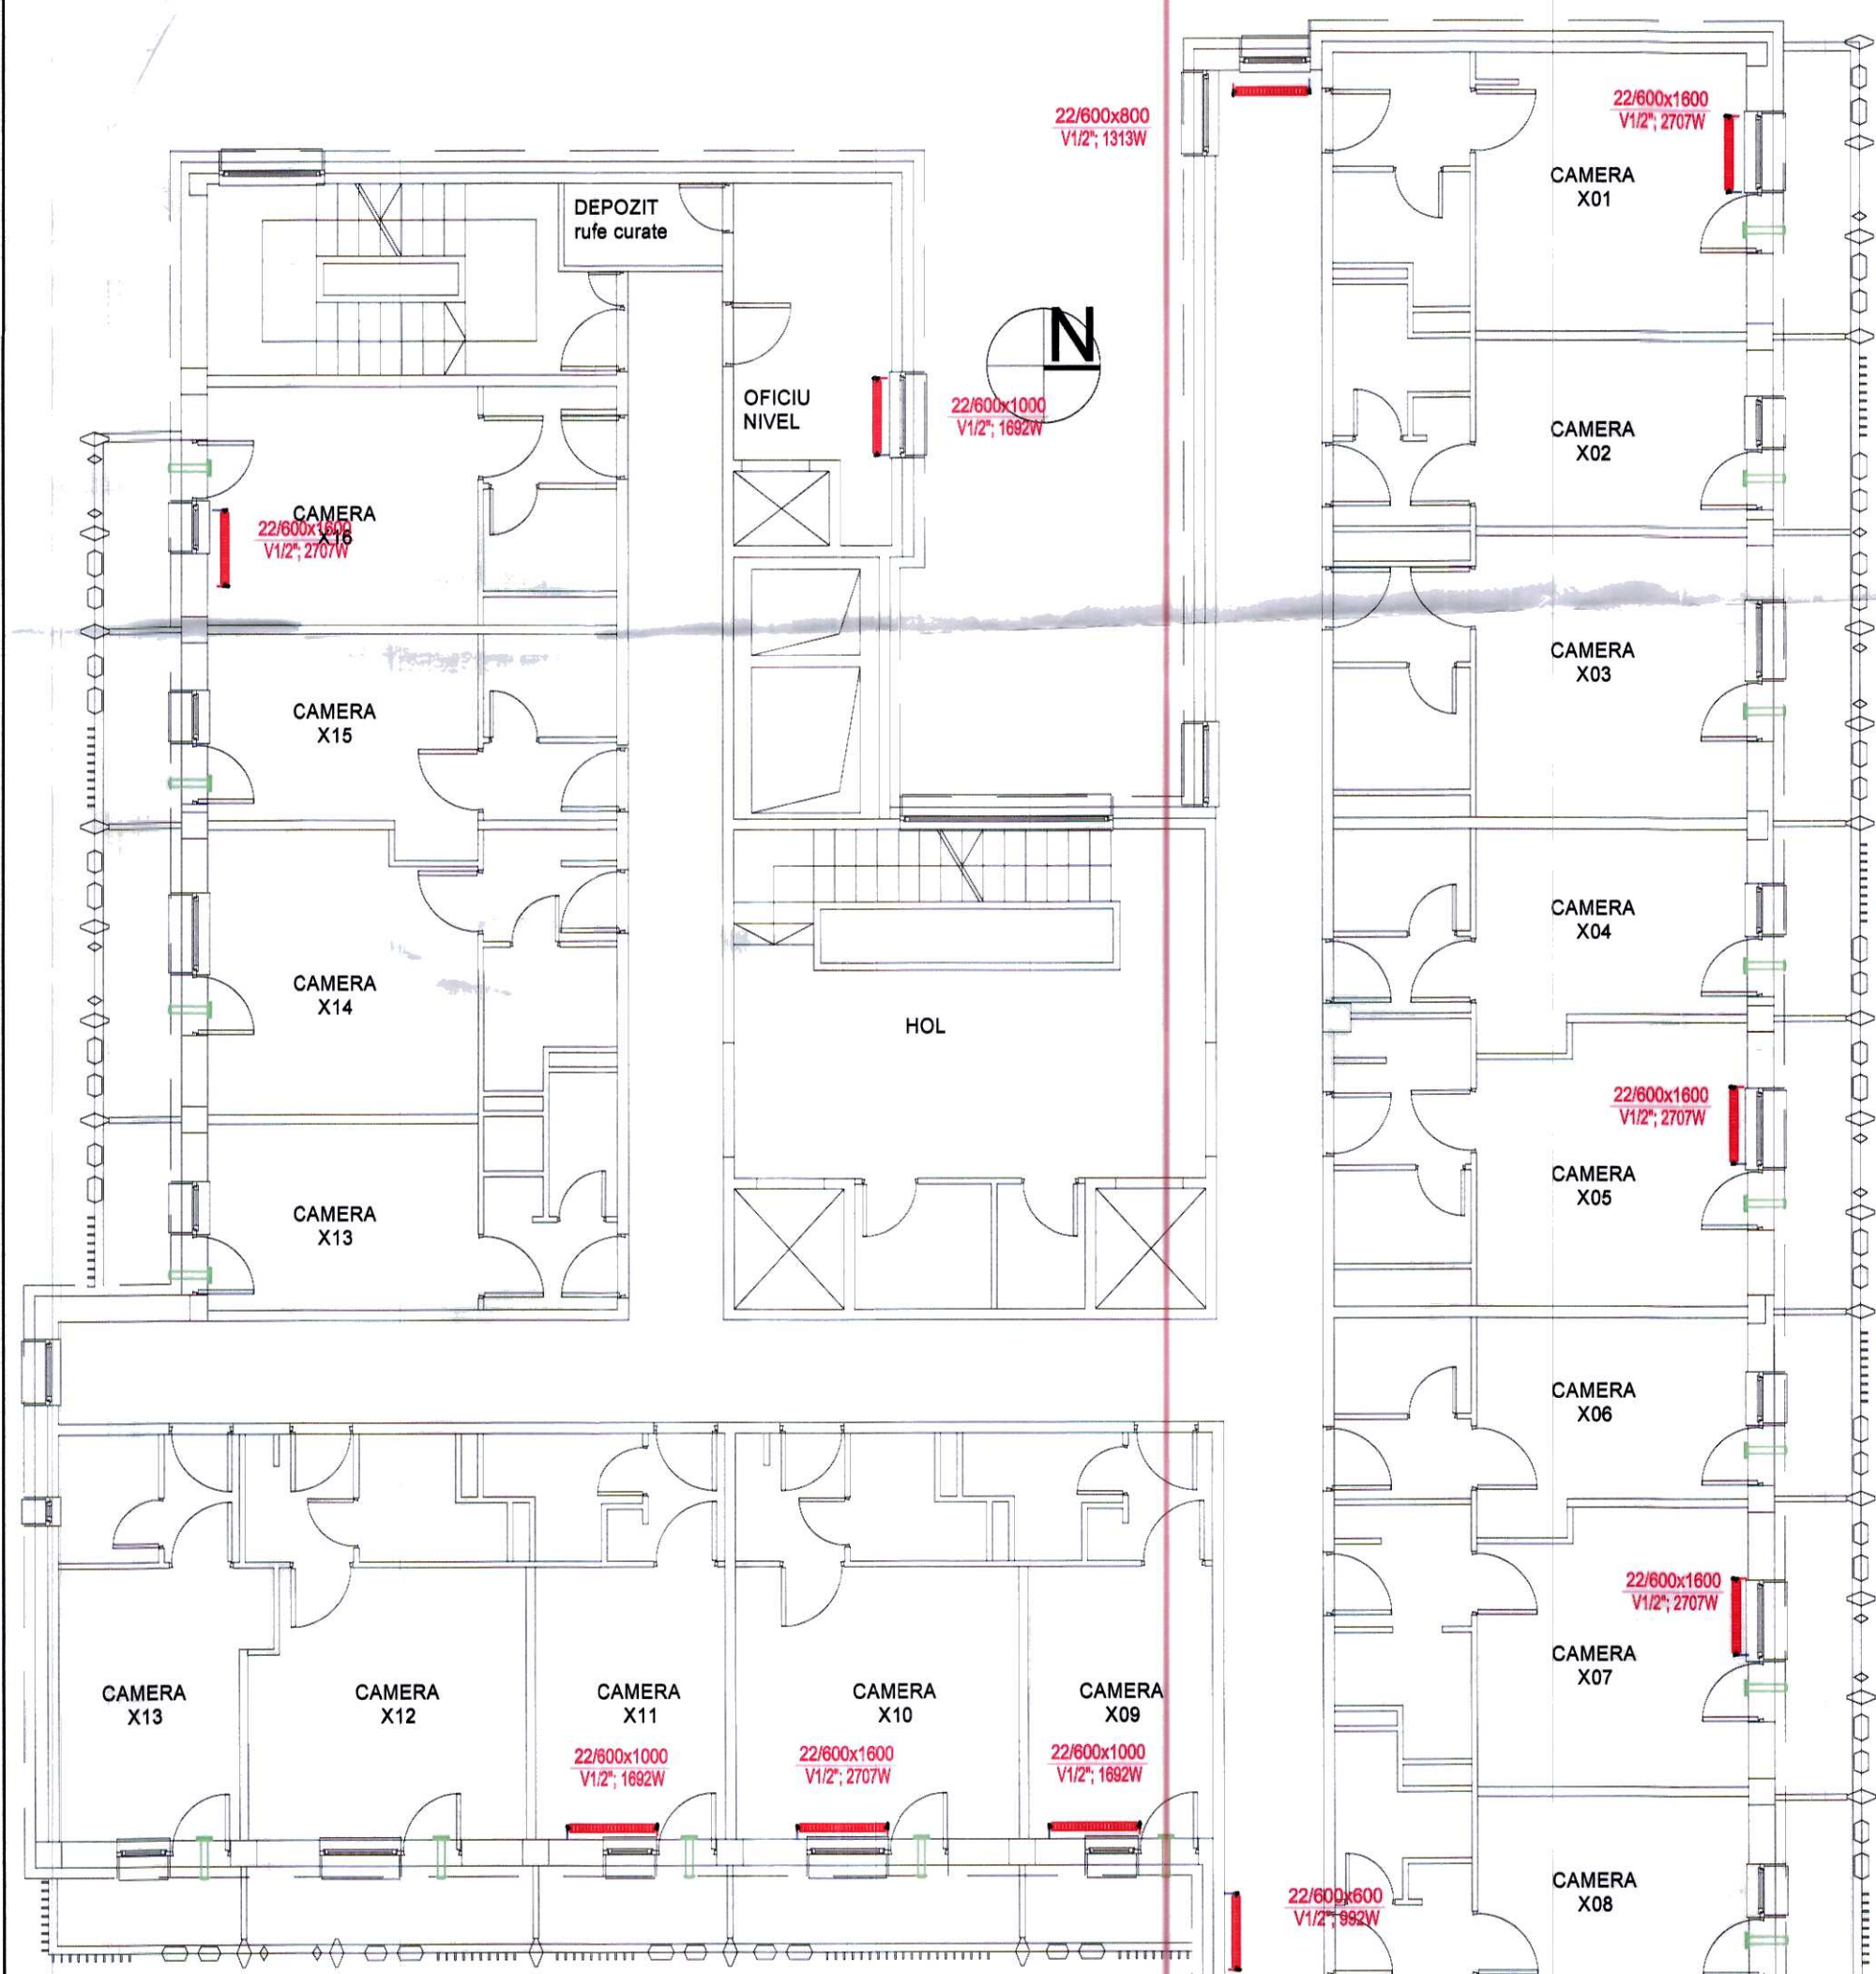 22/600x800
V1/2"; 1313W
22/600x1600
V1/2"; 2707W
CAMERA
X01
DEPOZIT
rufe curate
N
OFICIU
NIVEL
22/600x1000
V1/2"; 1692W
CAMERA
X02
CAMERA
X16
22/600x1600
V1/2"; 2707W
CAMERA
X03
CAMERA
X15
CAMERA
X04
CAMERA
X14
HOL
22/600x1600
V1/2"; 2707W
CAMERA
X05
CAMERA
X13
CAMERA
X06
22/600x1600
V1/2"; 2707W
CAMERA
X07
CAMERA
X13
CAMERA
X12
CAMERA
X11
CAMERA
X10
CAMERA
X09
22/600x1000
V1/2"; 1692W
22/600x1600
V1/2"; 2707W
22/600x1000
V1/2"; 1692W
CAMERA
X08
22/600x600
V1/2"; 992W